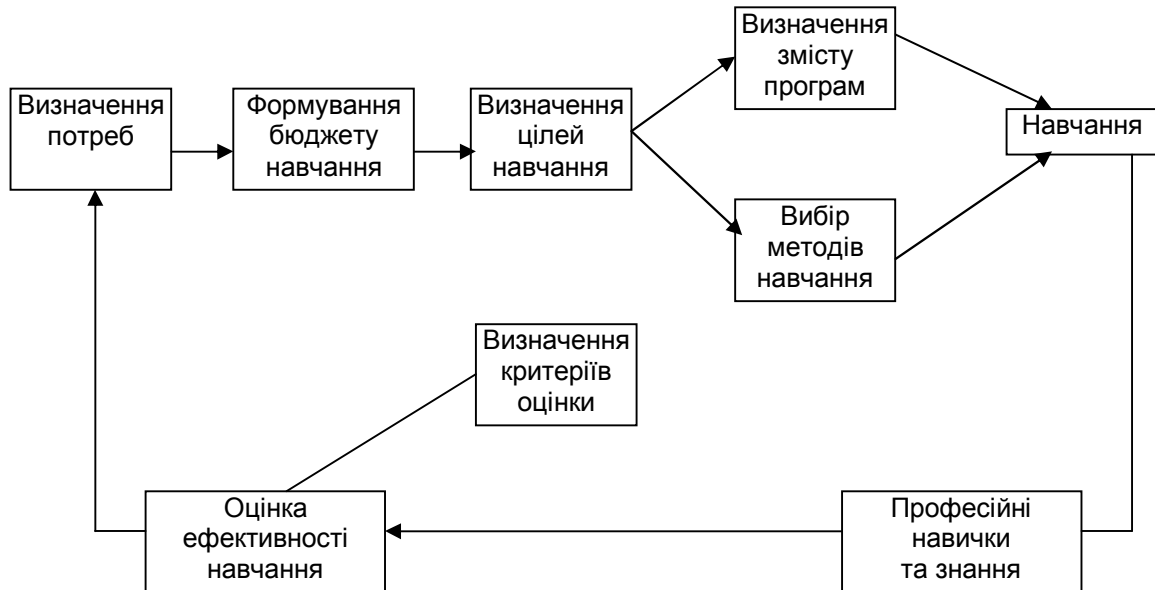 Визначення
потреб
Формування
бюджету
навчання
Визначення
цілей
навчання
Визначення
змісту
програм
Навчання
Вибір
методів
навчання
Визначення
критеріїв
оцінки
Оцінка
ефективності
навчання
Професійні
навички
та знання